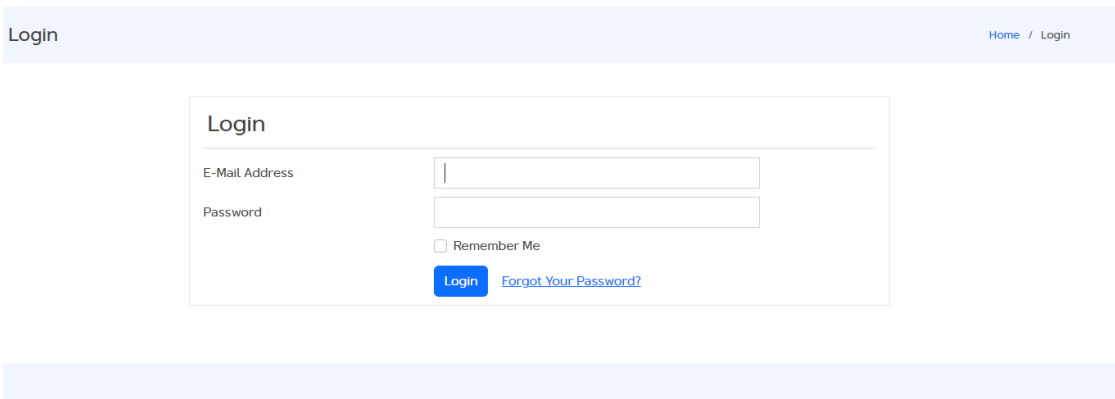 Login
Home / Login
Login
E-Mail Address
Password
Remember Me
Login Forgot Your Password?